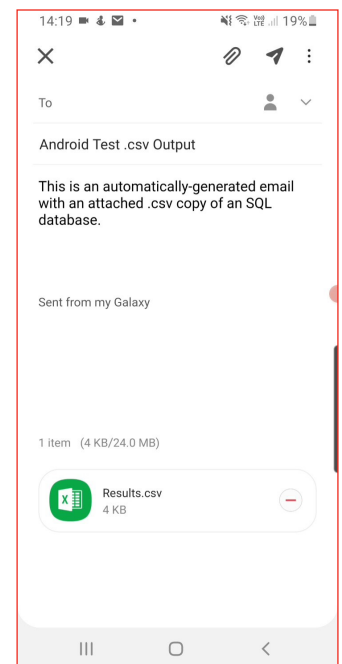 14:19 19%
To
Android Test .csv Output
This is an automatically-generated email
with an attached .csv copy of an SQL
database.
Sent from my Galaxy
1 item (4 KB/24.0 MB)
Results.csv
4 KB